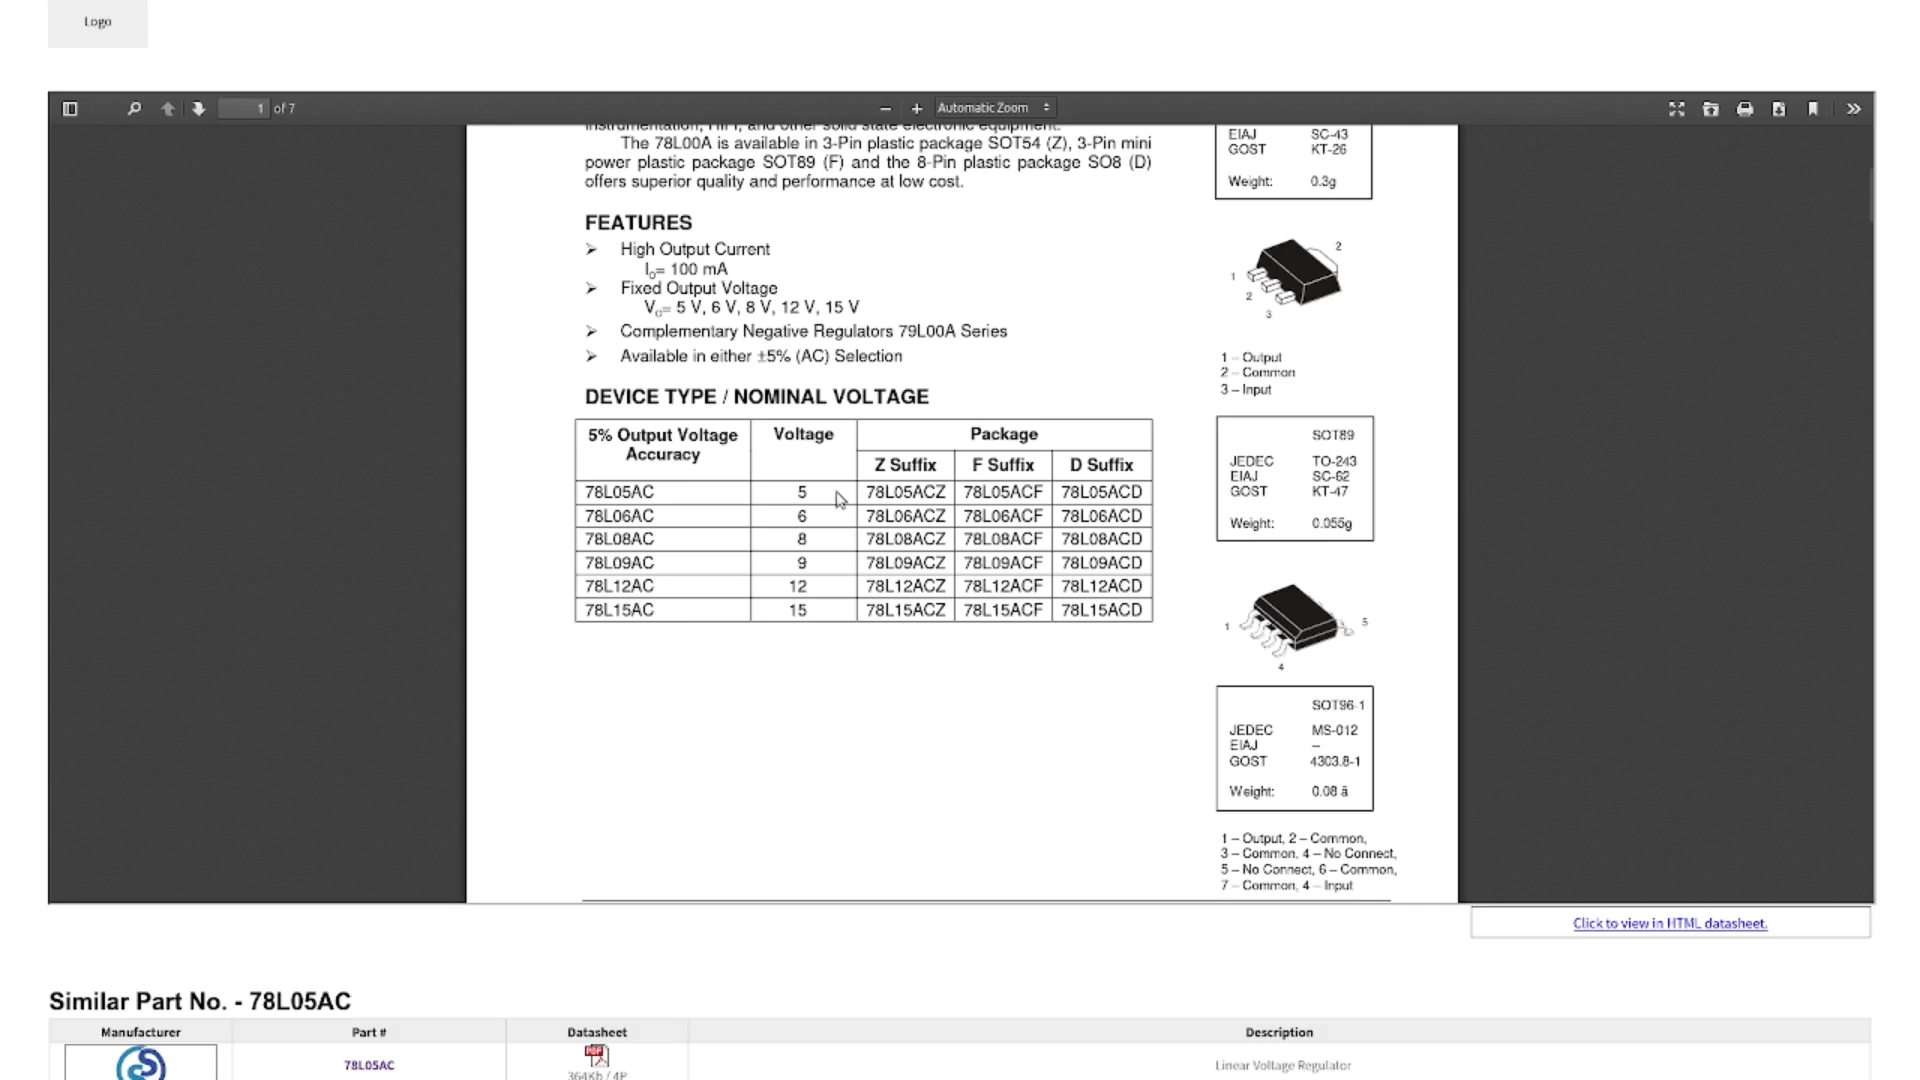 Logo
1 of 7
Automatic Zoom
instrumentation, HIFI, and other solid state electronic equipment.
The 78L00A is available in 3-Pin plastic package SOT54 (Z), 3-Pin mini
power plastic package SOT89 (F) and the 8-Pin plastic package SO8 (D)
offers superior quality and performance at low cost.
FEATURES
➢ High Output Current
Io= 100 mA
➢ Fixed Output Voltage
Vo= 5 V, 6 V, 8 V, 12 V, 15 V
➢ Complementary Negative Regulators 79L00A Series
➢ Available in either ±5% (AC) Selection
DEVICE TYPE / NOMINAL VOLTAGE
5% Output Voltage Accuracy Voltage Package
Z Suffix F Suffix D Suffix
78L05AC 5 78L05ACZ 78L05ACF 78L05ACD
78L06AC 6 78L06ACZ 78L06ACF 78L06ACD
78L08AC 8 78L08ACZ 78L08ACF 78L08ACD
78L09AC 9 78L09ACZ 78L09ACF 78L09ACD
78L12AC 12 78L12ACZ 78L12ACF 78L12ACD
78L15AC 15 78L15ACZ 78L15ACF 78L15ACD
EIAJ SC-43
GOST KT-26
Weight: 0.3g
2
1
2
3
1 – Output
2 – Common
3 – Input
SOT89
JEDEC TO-243
EIAJ SC-62
GOST KT-47
Weight: 0.055g
1
5
4
SOT96-1
JEDEC MS-012
EIAJ –
GOST 4303.8-1
Weight: 0.08 ã
1 – Output, 2 – Common,
3 – Common, 4 – No Connect,
5 – No Connect, 6 – Common,
7 – Common, 4 – Input
Click to view in HTML datasheet.
Similar Part No. - 78L05AC
Manufacturer Part # Datasheet Description
78L05AC 364Kb / 4P Linear Voltage Regulator